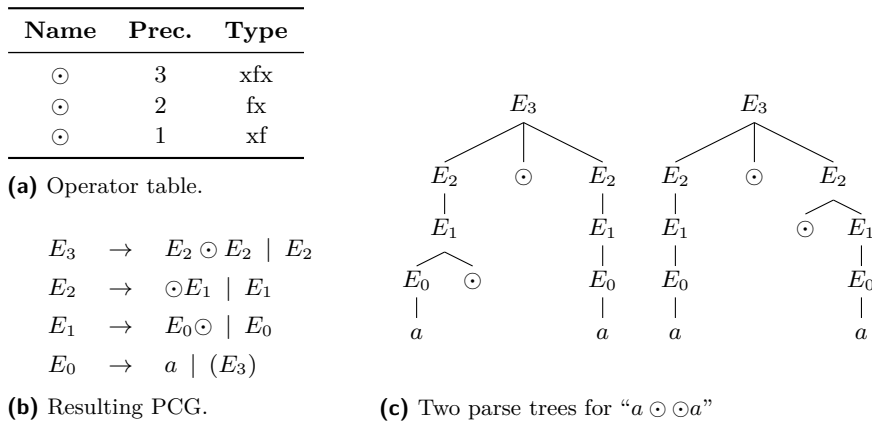 Name Prec. Type
⊙ 3 xfx
⊙ 2 fx
⊙ 1 xf
(a) Operator table.
E₃ → E₂ ⊙ E₂ | E₂
E₂ → ⊙E₁ | E₁
E₁ → E₀⊙ | E₀
E₀ → a | (E₃)
(b) Resulting PCG.
E₃ E₃
E₂ ⊙ E₂ E₂ ⊙ E₂
E₁ E₁ E₁ ⊙ E₁
E₀ ⊙ E₀ E₀ E₀
a a a a
(c) Two parse trees for “a ⊙ ⊙a”